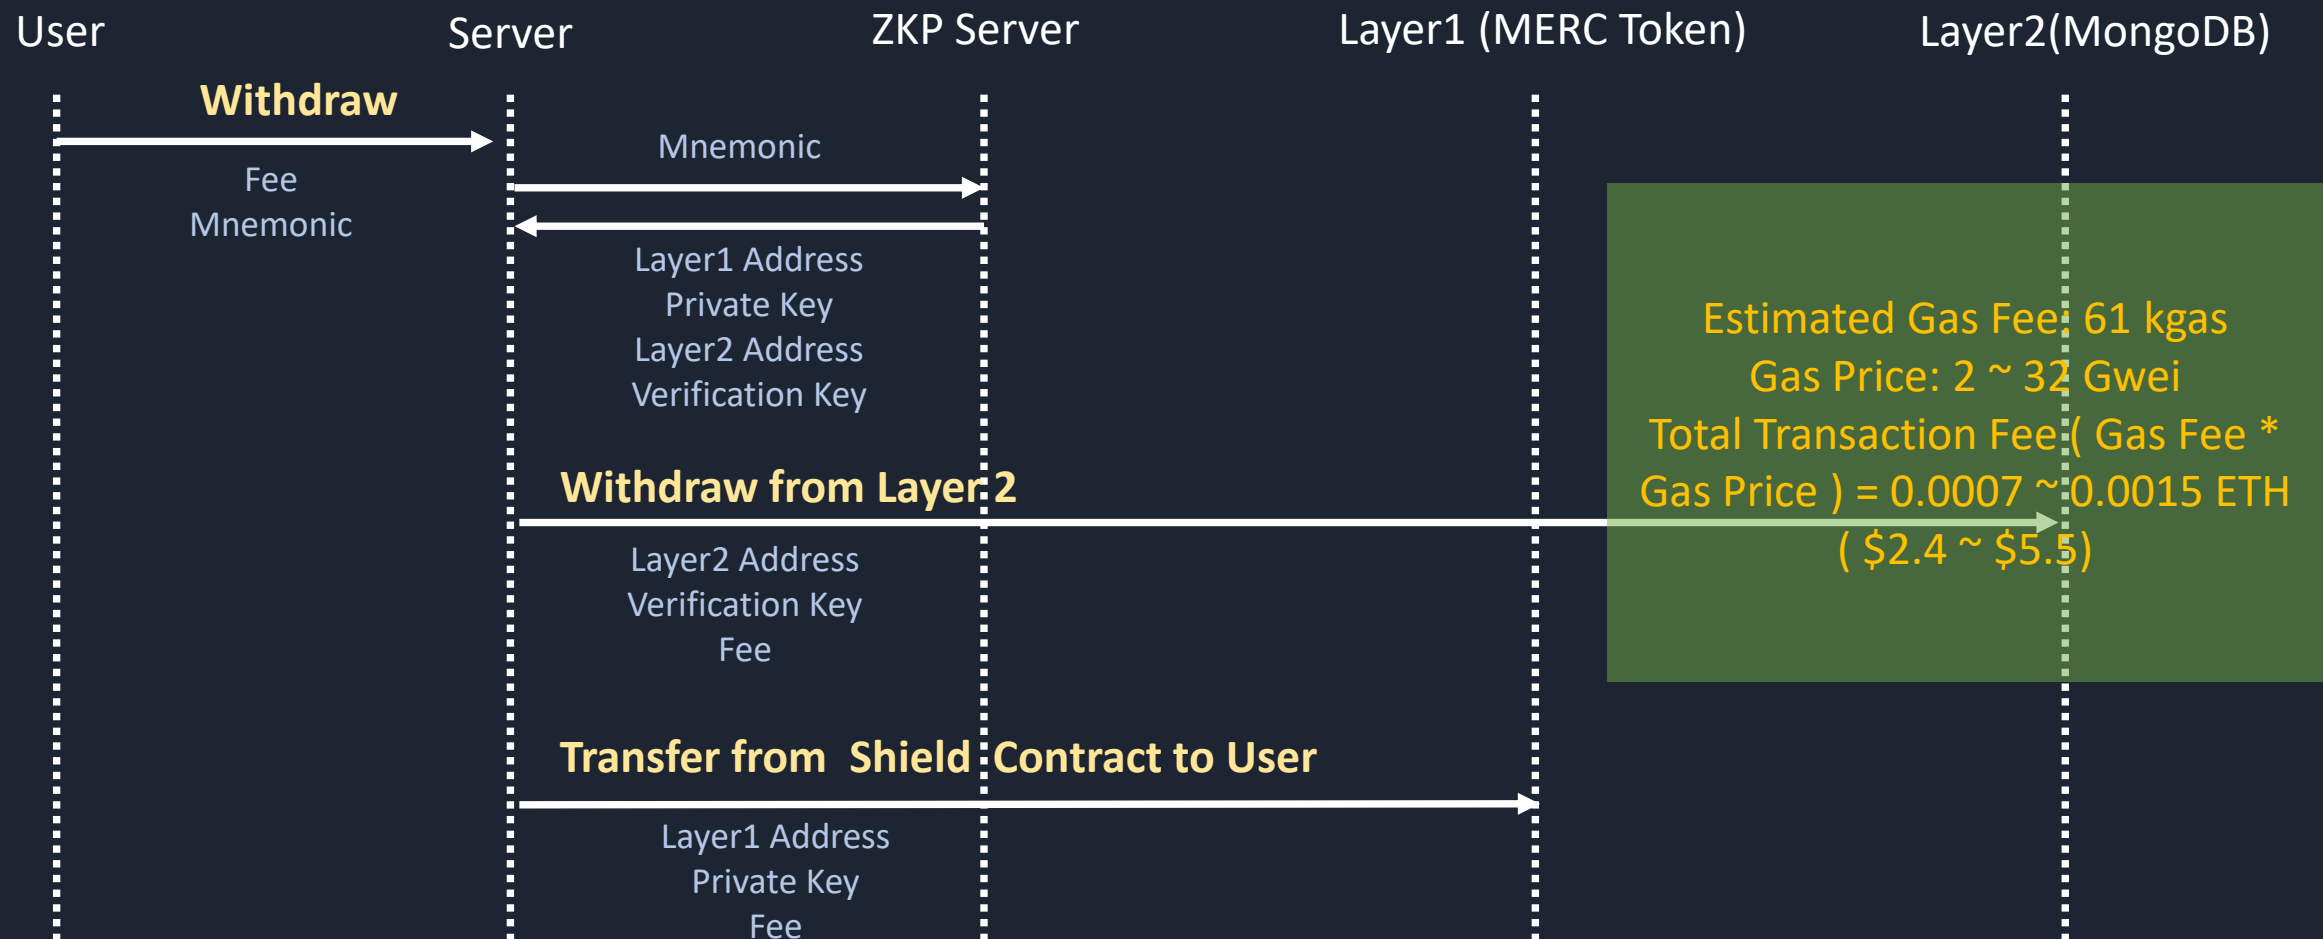 User
Server
ZKP Server
Layer1 (MERC Token)
Layer2(MongoDB)
Withdraw
Fee
Mnemonic
Mnemonic
Layer1 Address
Private Key
Layer2 Address
Verification Key
Withdraw from Layer 2
Layer2 Address
Verification Key
Fee
Transfer from  Shield  Contract to User
Layer1 Address
Private Key
Fee
Estimated Gas Fee: 61 kgas
Gas Price: 2 ~ 32 Gwei
Total Transaction Fee ( Gas Fee *
Gas Price ) = 0.0007 ~ 0.0015 ETH
( $2.4 ~ $5.5)